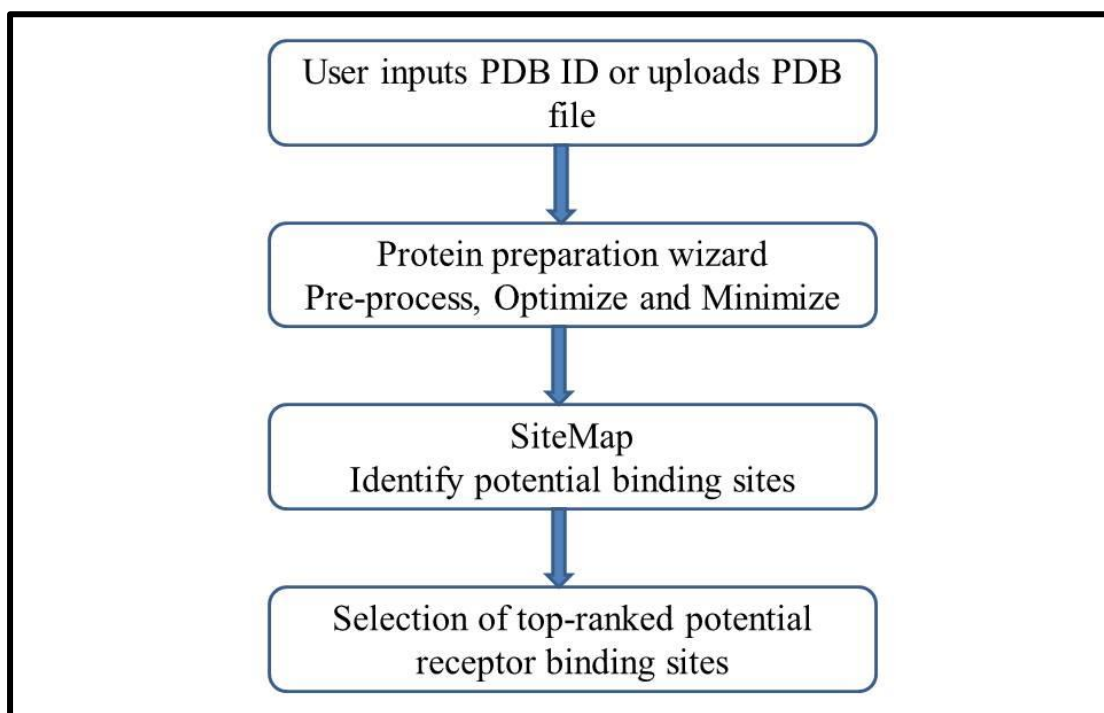 User inputs PDB ID or uploads PDB
file
Protein preparation wizard
Pre-process, Optimize and Minimize
SiteMap
Identify potential binding sites
Selection of top-ranked potential
receptor binding sites